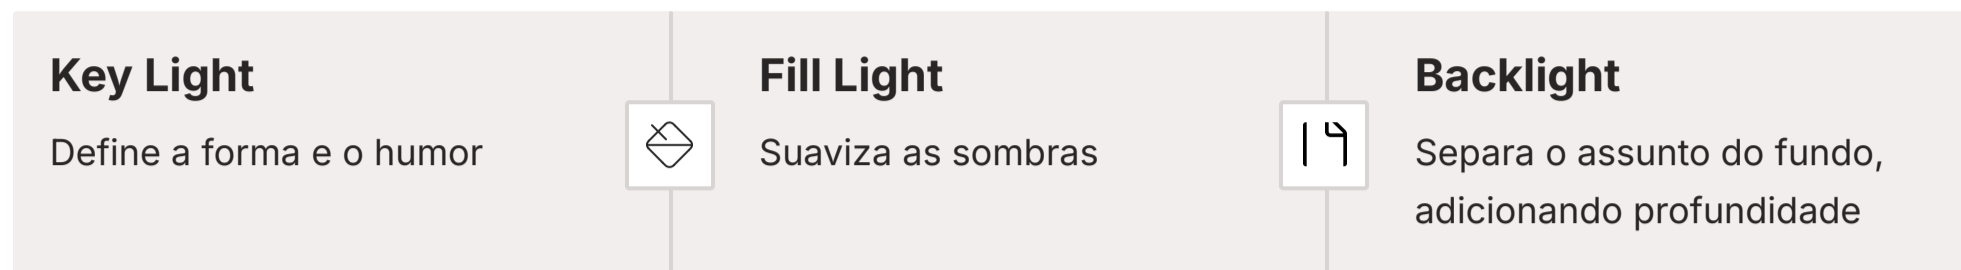 Key Light
Define a forma e o humor
Fill Light
Suaviza as sombras
Backlight
Separa o assunto do fundo,
adicionando profundidade